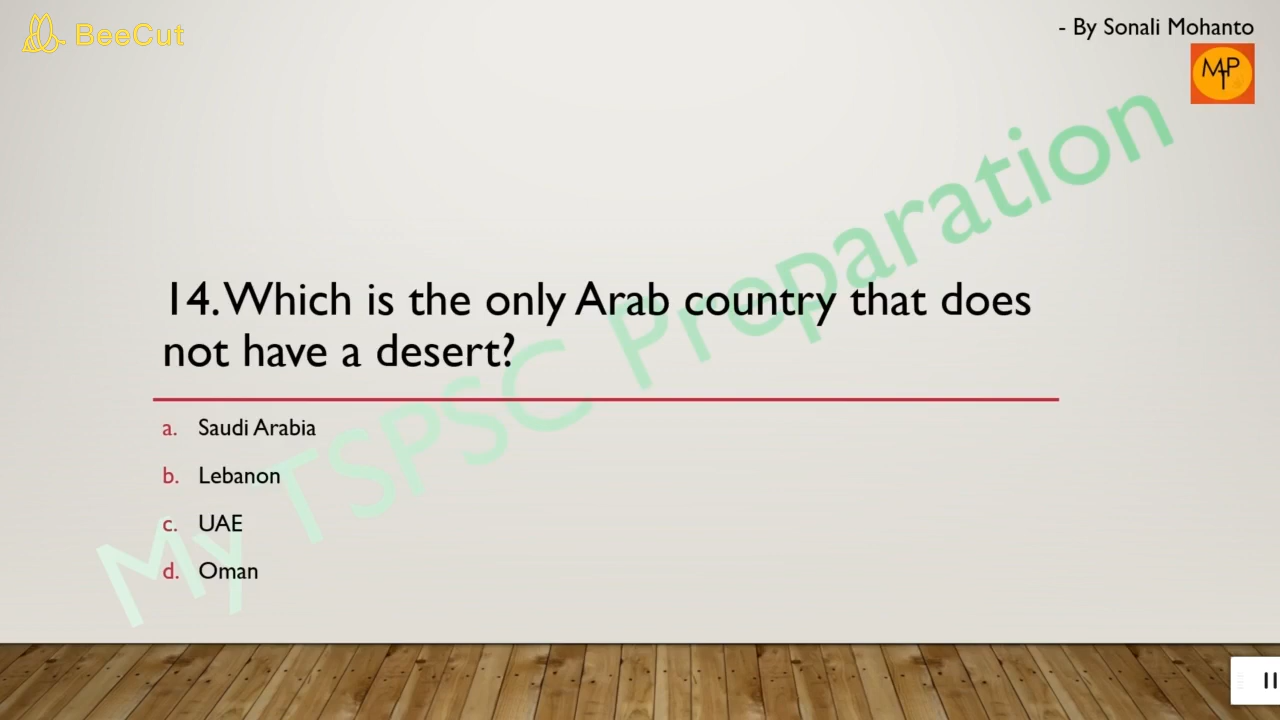 BeeCut
- By Sonali Mohanto
MTP
14. Which is the only Arab country that does
not have a desert?
a. Saudi Arabia
b. Lebanon
c. UAE
d. Oman
My TSPSC Preparation